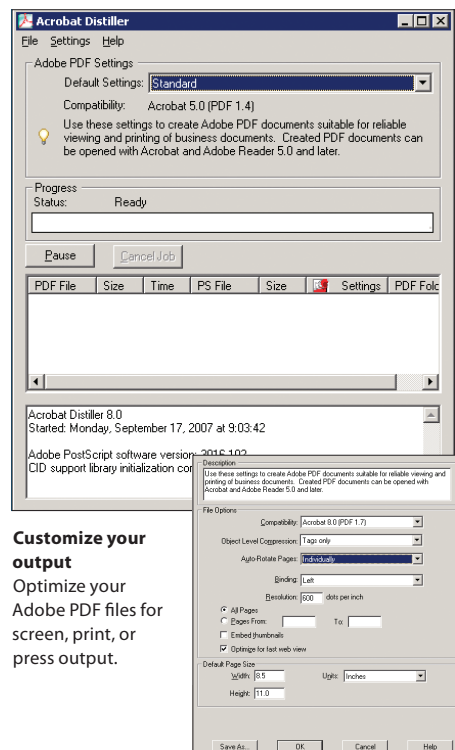 Acrobat Distiller
File Settings Help
Adobe PDF Settings
Default Settings: Standard
Compatibility: Acrobat 5.0 (PDF 1.4)
Use these settings to create Adobe PDF documents suitable for reliable
viewing and printing of business documents. Created PDF documents can
be opened with Acrobat and Adobe Reader 5.0 and later.
Progress
Status: Ready
Pause Cancel Job
PDF File Size Time PS File Size Settings PDF Fold
Acrobat Distiller 8.0
Started: Monday, September 17, 2007 at 9:03:42
Adobe PostScript software version: 3016.102
CID support library initialization con
Description
Use these settings to create Adobe PDF documents suitable for reliable viewing and
printing of business documents. Created PDF documents can be opened with
Acrobat and Adobe Reader 5.0 and later.
File Options
Compatibility: Acrobat 8.0 (PDF 1.7)
Object Level Compression: Tags only
Auto-Rotate Pages: Individually
Binding: Left
Resolution: 600 dots per inch
All Pages
Pages From: To:
Embed thumbnails
Optimize for fast web view
Default Page Size
Width: 8.5 Units: Inches
Height: 11.0
Save As... OK Cancel Help
Customize your
output
Optimize your
Adobe PDF files for
screen, print, or
press output.